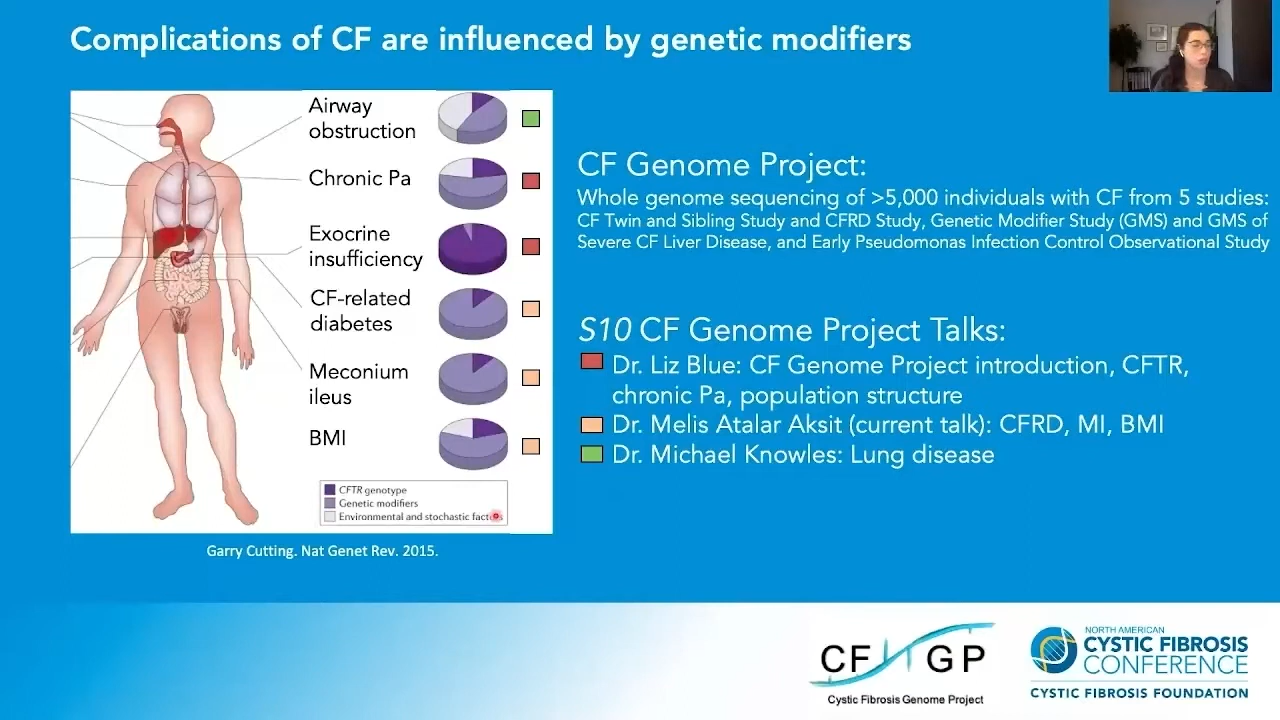 Complications of CF are influenced by genetic modifiers
Airway
obstruction
Chronic Pa
Exocrine
insufficiency
CF-related
diabetes
Meconium
ileus
BMI
CFTR genotype
Genetic modifiers
Environmental and stochastic
Garry Cutting. Nat Genet Rev. 2015.
CF Genome Project:
Whole genome sequencing of >5,000 individuals with CF from 5 studies:
CF Twin and Sibling Study and CFRD Study, Genetic Modifier Study (GMS) and GMS of
Severe CF Liver Disease, and Early Pseudomonas Infection Control Observational Study
S10 CF Genome Project Talks:
Dr. Liz Blue: CF Genome Project introduction, CFTR,
chronic Pa, population structure
Dr. Melis Atalar Aksit (current talk): CFRD, MI, BMI
Dr. Michael Knowles: Lung disease
CF GP
Cystic Fibrosis Genome Project
NORTH AMERICAN
CYSTIC FIBROSIS
CONFERENCE
CYSTIC FIBROSIS FOUNDATION